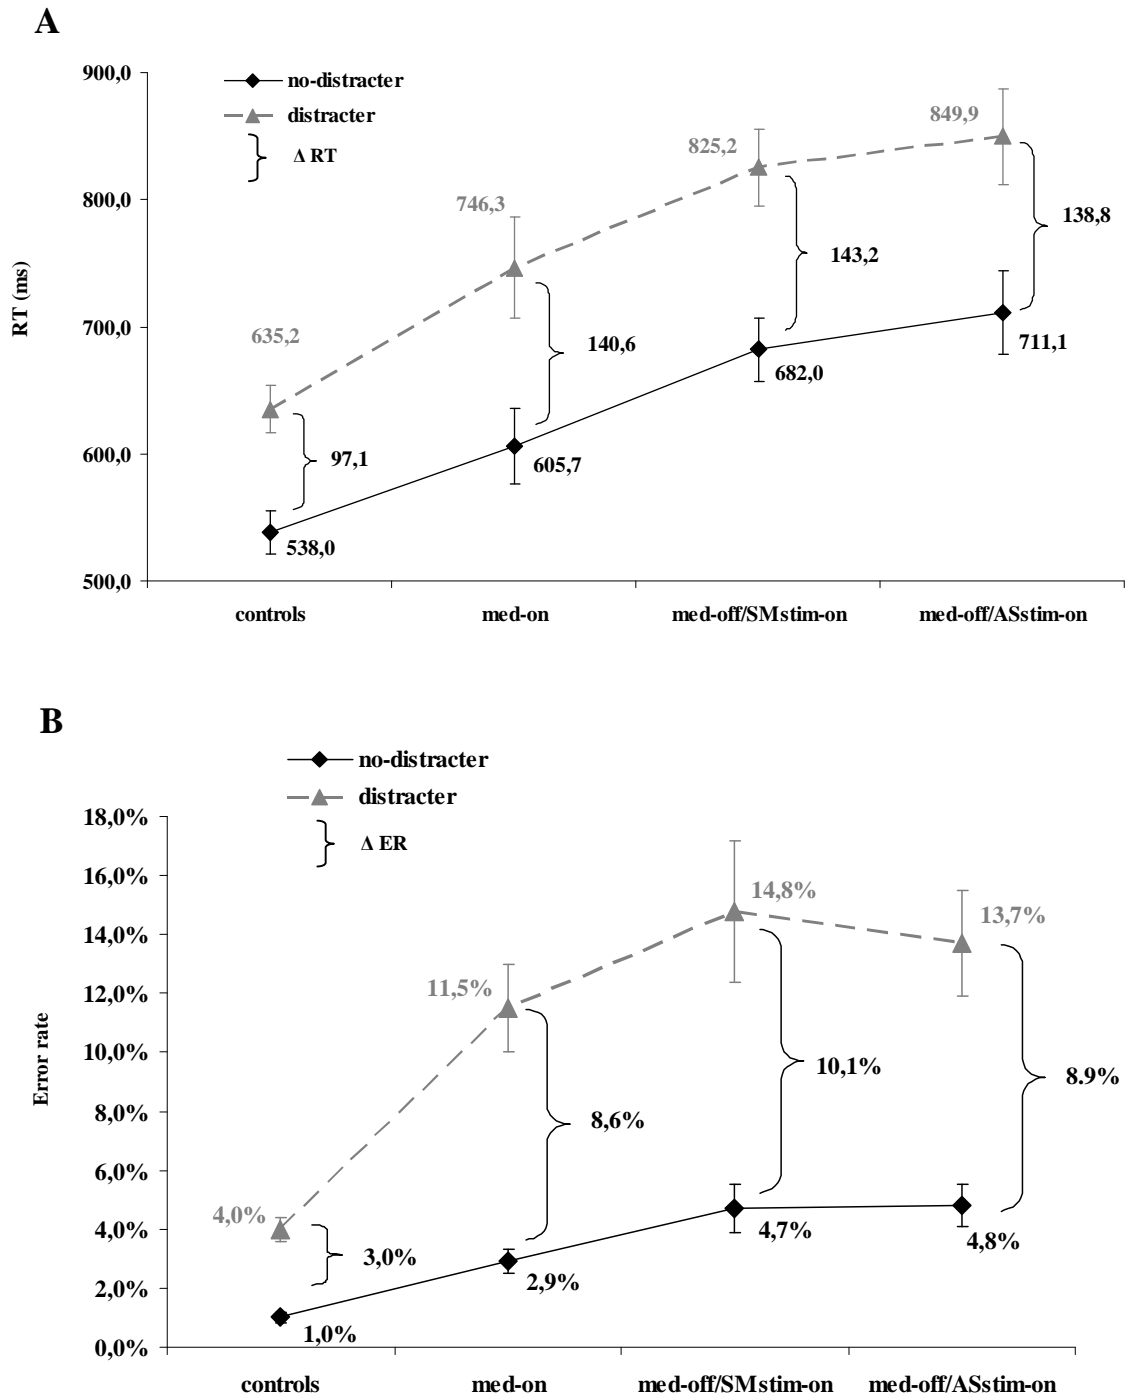 A
900,0
800,0
700,0
600,0
500,0
RT (ms)
no-distracter
distracter
Δ RT
635,2
746,3
825,2
849,9
97,1
140,6
143,2
138,8
538,0
605,7
682,0
711,1
controls
med-on
med-off/SMstim-on
med-off/ASstim-on
B
no-distracter
distracter
Δ ER
18,0%
16,0%
14,0%
12,0%
10,0%
8,0%
6,0%
4,0%
2,0%
0,0%
Error rate
4,0%
11,5%
14,8%
13,7%
3,0%
8,6%
10,1%
8.9%
1,0%
2,9%
4,7%
4,8%
controls
med-on
med-off/SMstim-on
med-off/ASstim-on